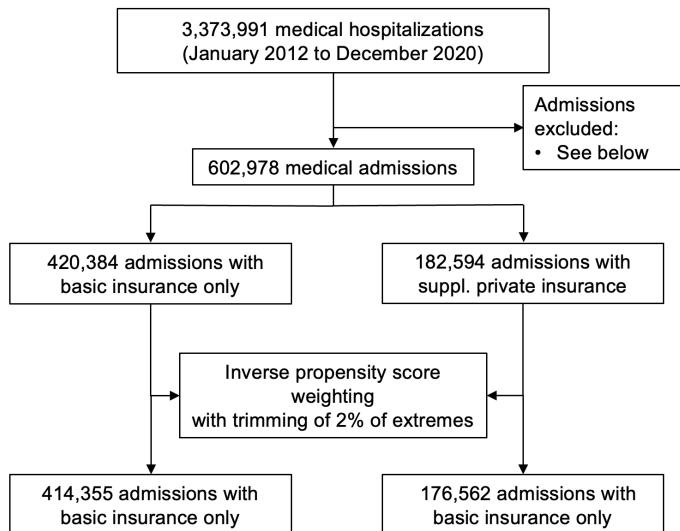 3,373,991 medical hospitalizations
(January 2012 to December 2020)
Admissions
excluded:
• See below
602,978 medical admissions
420,384 admissions with
basic insurance only
182,594 admissions with
suppl. private insurance
Inverse propensity score
weighting
with trimming of 2% of extremes
414,355 admissions with
basic insurance only
176,562 admissions with
basic insurance only